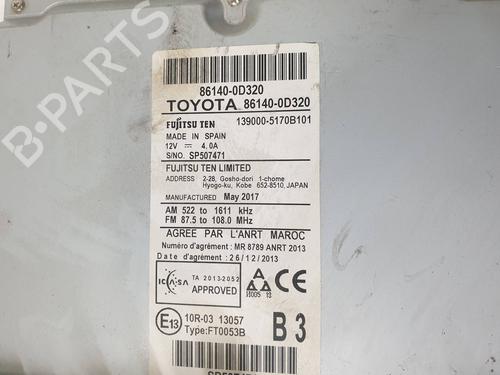 86140-0D320
TOYOTA 86140-0D320
FUJITSU TEN 139000-5170B101
MADE IN SPAIN
12V 4.0A
S/NO. SP507471
FUJITSU TEN LIMITED
ADDRESS 2-28, Gosho-dori 1-chome
Hyogo-ku, Kobe 652-8510, JAPAN
MANUFACTURED May 2017
AM 522 to 1611 kHz
FM 87.5 to 108.0 MHz
AGREE PAR L'ANRT MAROC
Numéro d'agrément: MR 8789 ANRT 2013
Date d'agrément: 26/12/2013
ICASA TA 2013-2052
APPROVED
H005 13
E13 10R-03 13057
Type:FT0053B B 3
B-PARTS